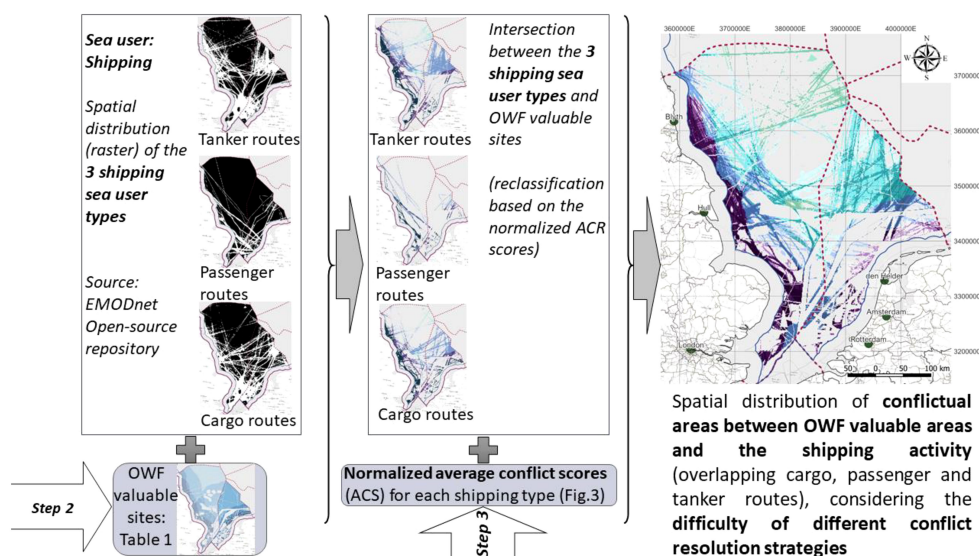 Sea user:
Shipping
Spatial
distribution
(raster) of the
3 shipping
sea user
types
Source:
EMODnet
Open-source
repository
Tanker routes
Passenger
routes
Cargo routes
Step 2
OWF
valuable
sites:
Table 1
Tanker routes
Passenger
routes
Cargo routes
Intersection
between the 3
shipping sea
user types and
OWF valuable
sites
(reclassification
based on the
normalized ACR
scores)
Normalized average conflict scores
(ACS) for each shipping type (Fig.3)
Step 3
3600000E 3700000E 3800000E 3900000E 4000000E
N
W E
S
3700000
3600000
3500000
3400000
3300000
3200000
Blyth
Hull
den Helder
Amsterdam
Rotterdam
London
50 0 50 100 km
Spatial distribution of conflictual
areas between OWF valuable areas
and the shipping activity
(overlapping cargo, passenger and
tanker routes), considering the
difficulty of different conflict
resolution strategies